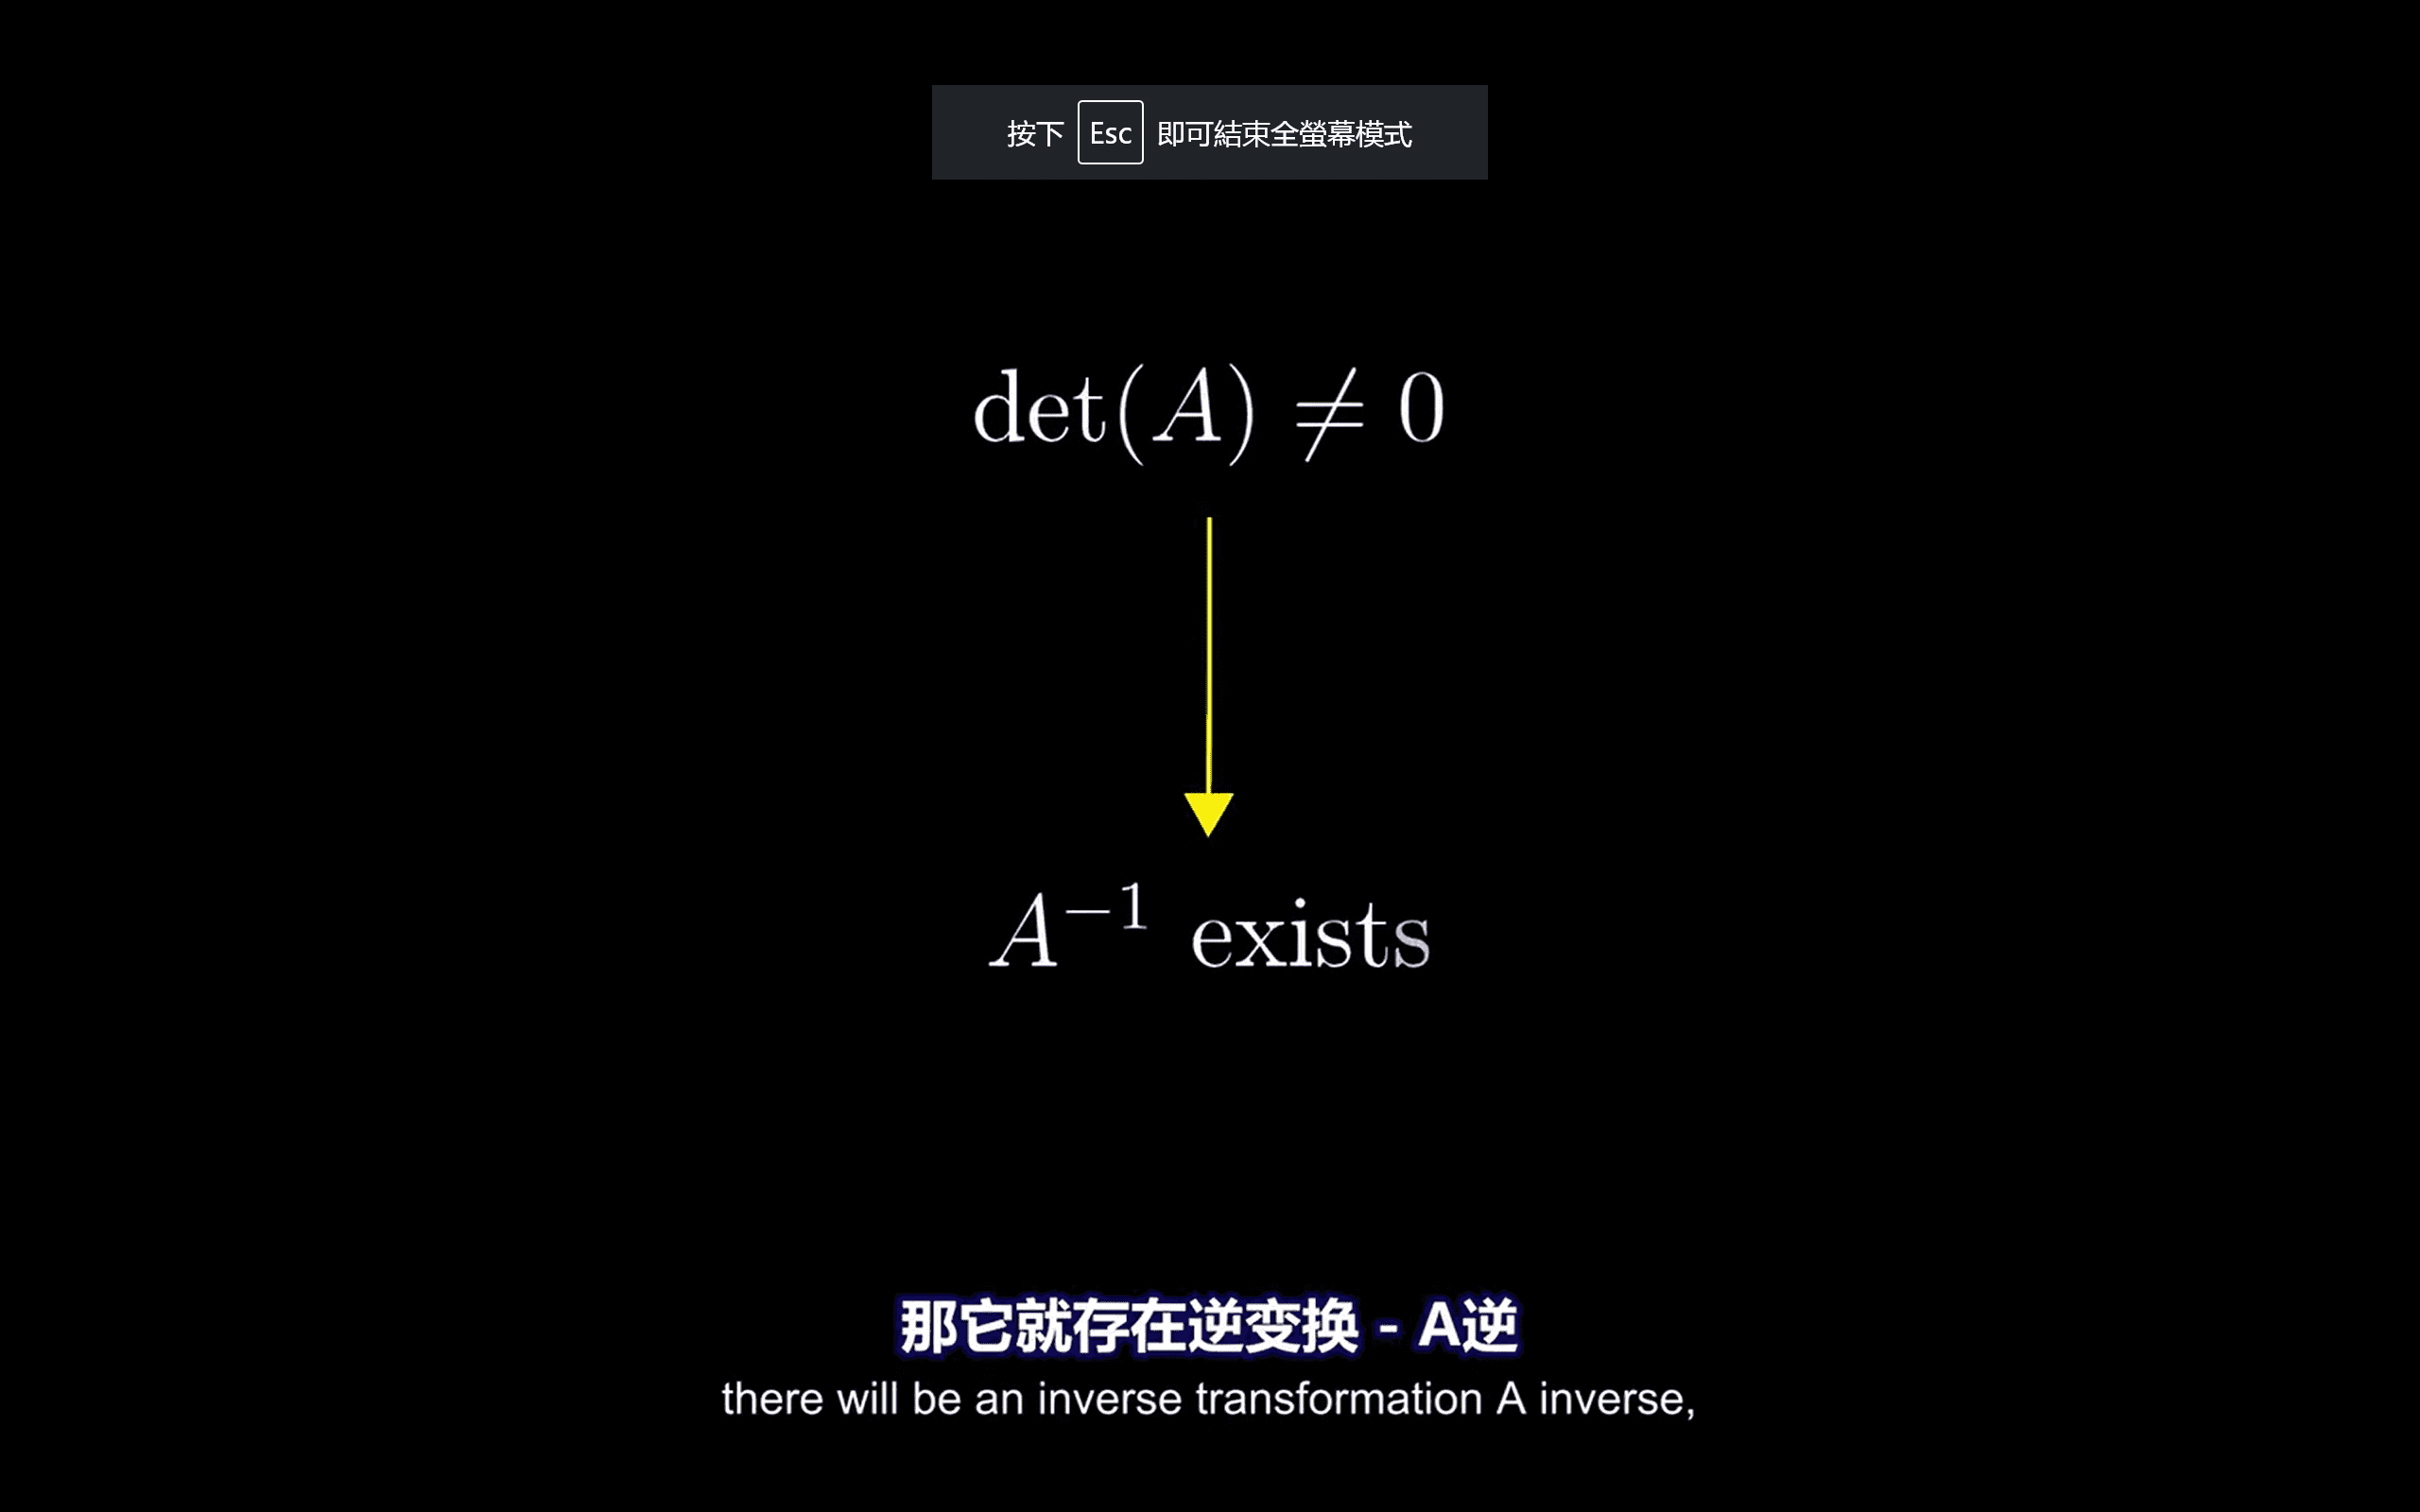 按下 Esc 即可結束全螢幕模式
det(A) ≠ 0
A⁻¹ exists
那它就存在逆变换 - A逆
there will be an inverse transformation A inverse,